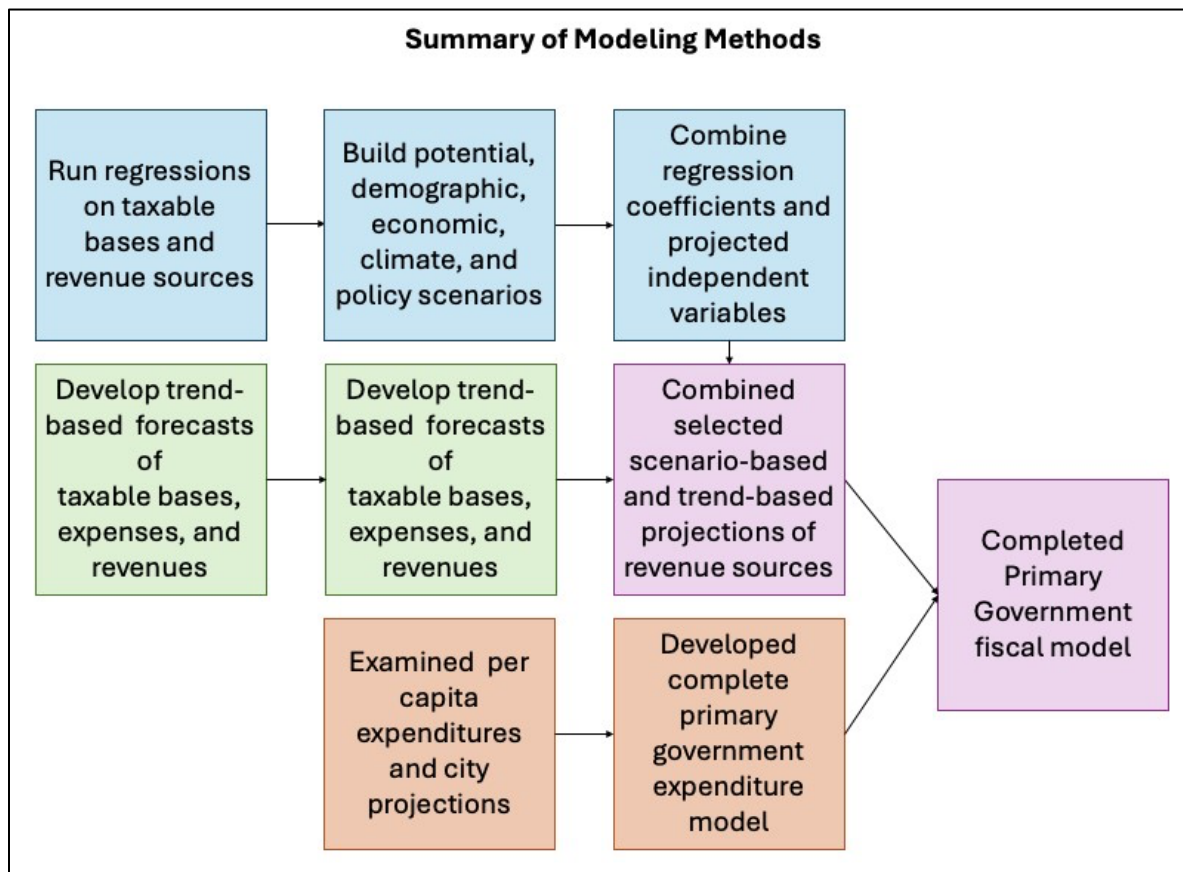 Summary of Modeling Methods
Run regressions
on taxable
bases and
revenue sources
Build potential,
demographic,
economic,
climate, and
policy scenarios
Combine
regression
coefficients and
projected
independent
variables
Develop trend-
based forecasts
of
taxable bases,
expenses, and
revenues
Develop trend-
based forecasts
of
taxable bases,
expenses, and
revenues
Combined
selected
scenario-based
and trend-based
projections of
revenue sources
Completed
Primary
Government
fiscal model
Examined per
capita
expenditures
and city
projections
Developed
complete
primary
government
expenditure
model